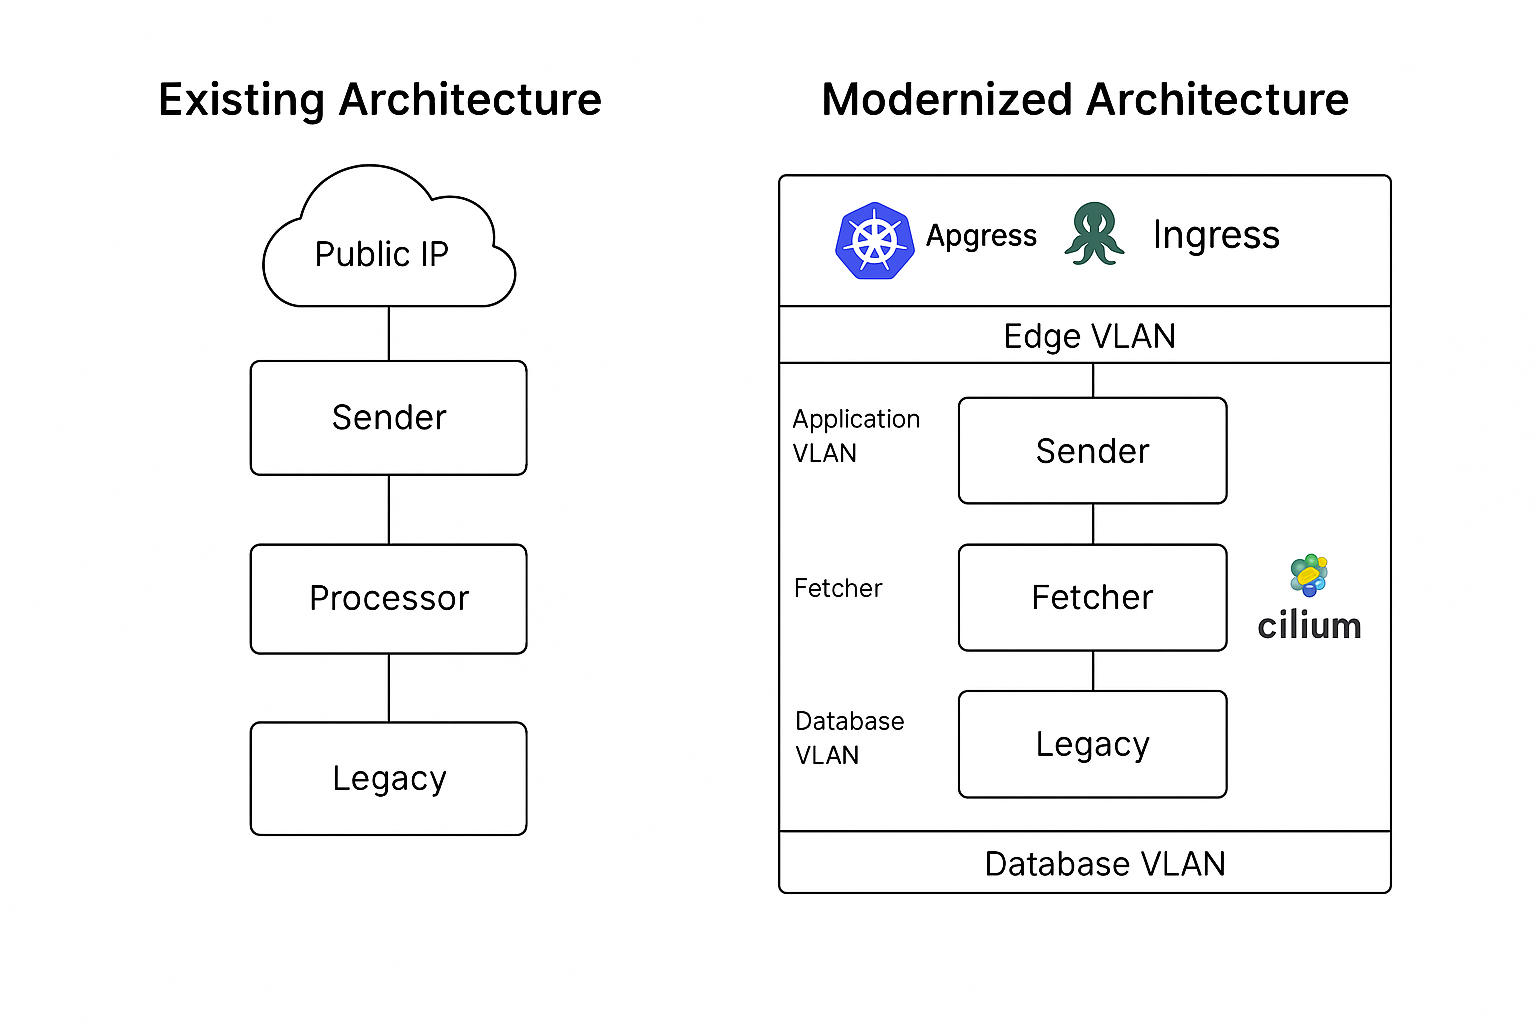 Existing Architecture
Public IP
Sender
Processor
Legacy
Modernized Architecture
Apgress
Ingress
Edge VLAN
Application
VLAN
Sender
Fetcher
Fetcher
cilium
Database
VLAN
Legacy
Database VLAN